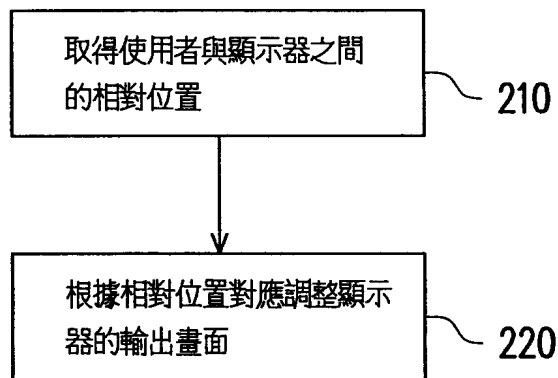 取得使用者與顯示器之間
的相對位置
210
根據相對位置對應調整顯示
器的輸出畫面
220